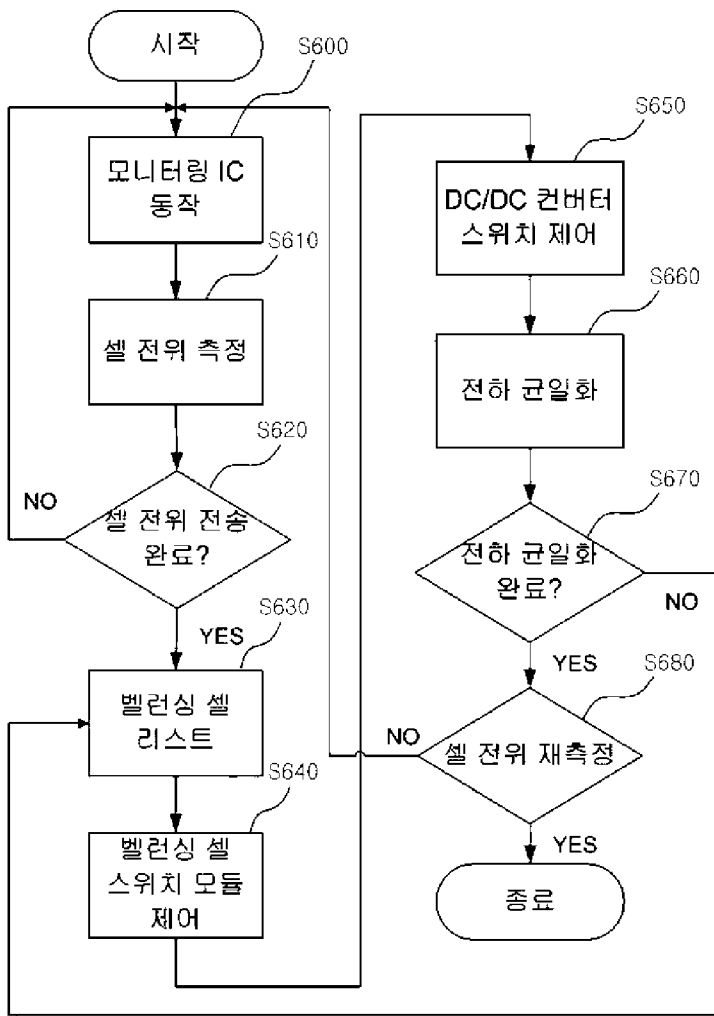 시작
S600
모니터링 IC
동작
S610
셀 전위 측정
S620
셀 전위 전송
완료?
NO
YES
S630
벨런싱 셀
리스트
S640
벨런싱 셀
스위치 모듈
제어
S650
DC/DC 컨버터
스위치 제어
S660
전하 균일화
S670
전하 균일화
완료?
NO
YES
S680
셀 전위 재측정
NO
YES
종료